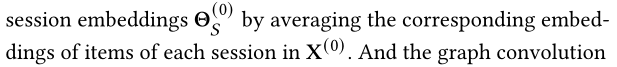 session embeddings Θ_S^(0) by averaging the corresponding embed-
dings of items of each session in X^(0). And the graph convolution